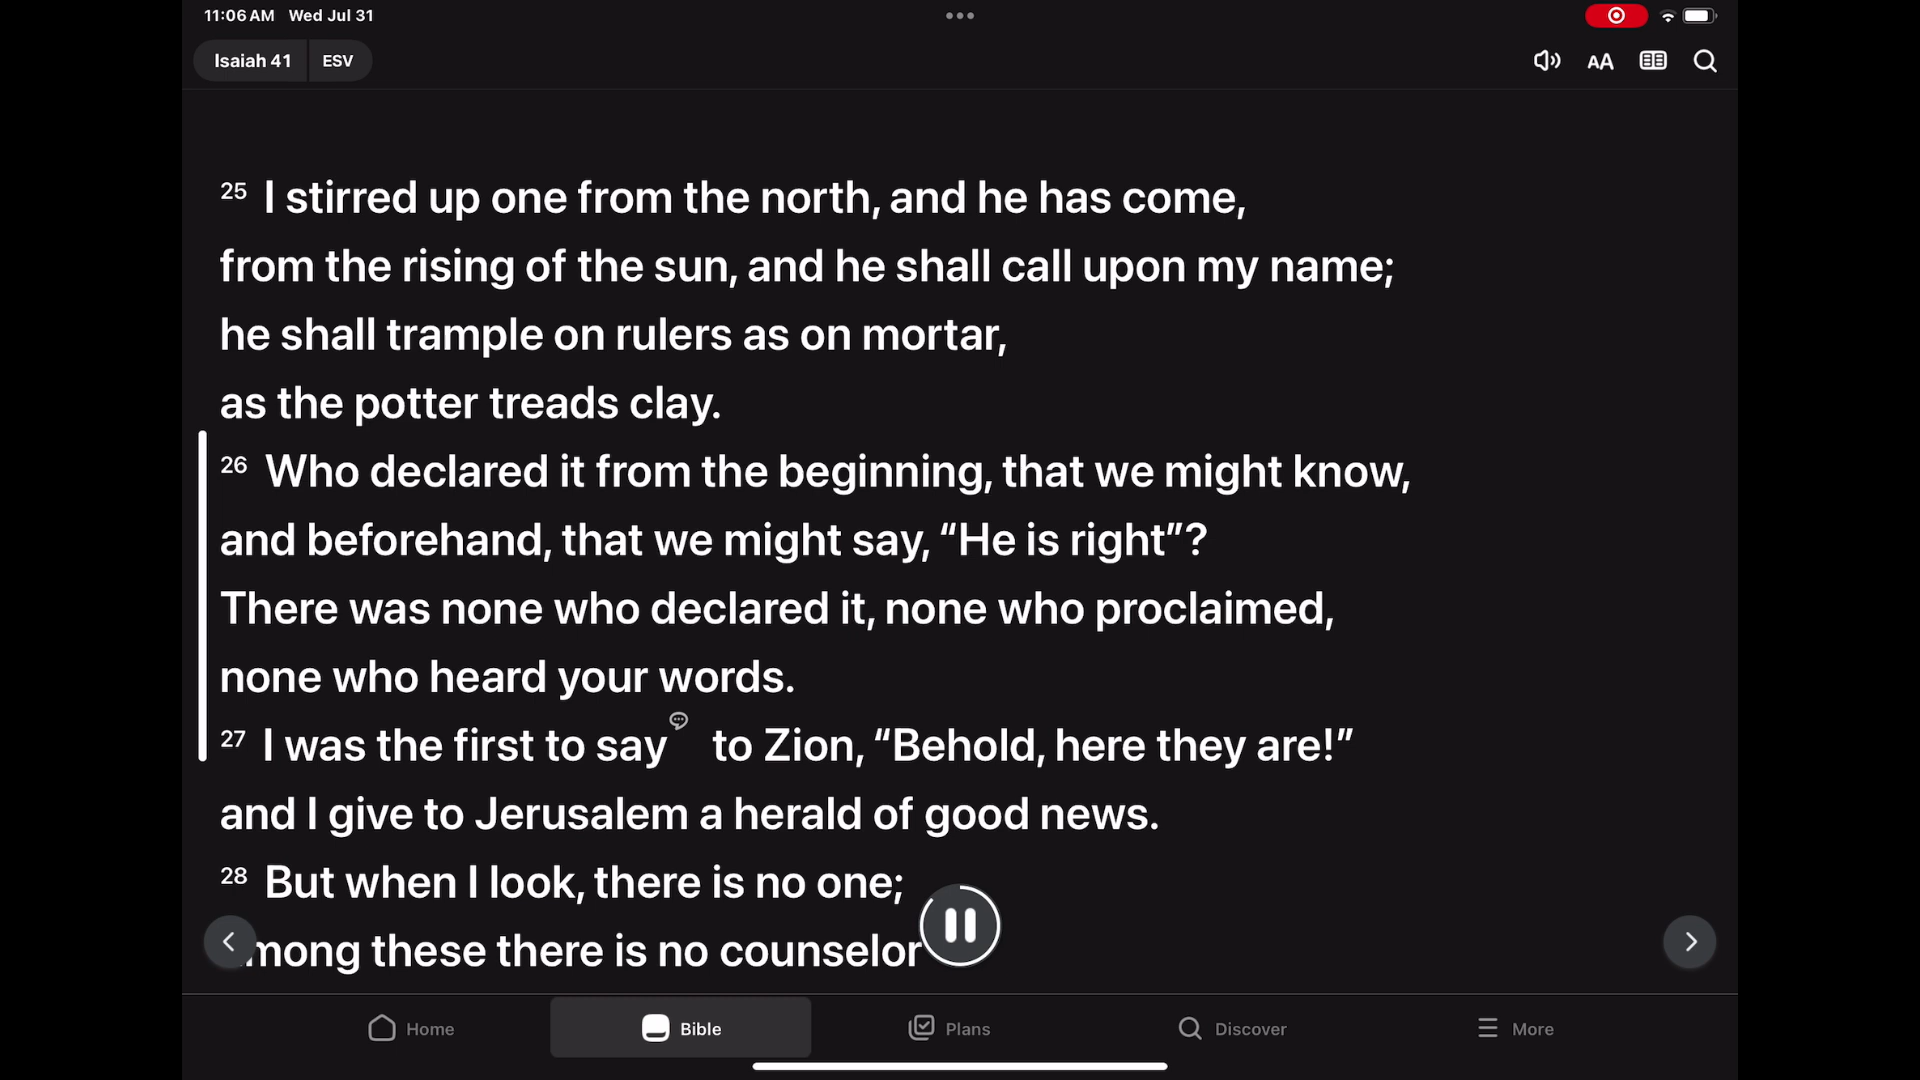 11:06 AM Wed Jul 31
Isaiah 41 ESV AA
25 I stirred up one from the north, and he has come,
from the rising of the sun, and he shall call upon my name;
he shall trample on rulers as on mortar,
as the potter treads clay.
26 Who declared it from the beginning, that we might know,
and beforehand, that we might say, “He is right”?
There was none who declared it, none who proclaimed,
none who heard your words.
27 I was the first to say to Zion, “Behold, here they are!”
and I give to Jerusalem a herald of good news.
28 But when I look, there is no one;
mong these there is no counselor
Home Bible Plans Discover More